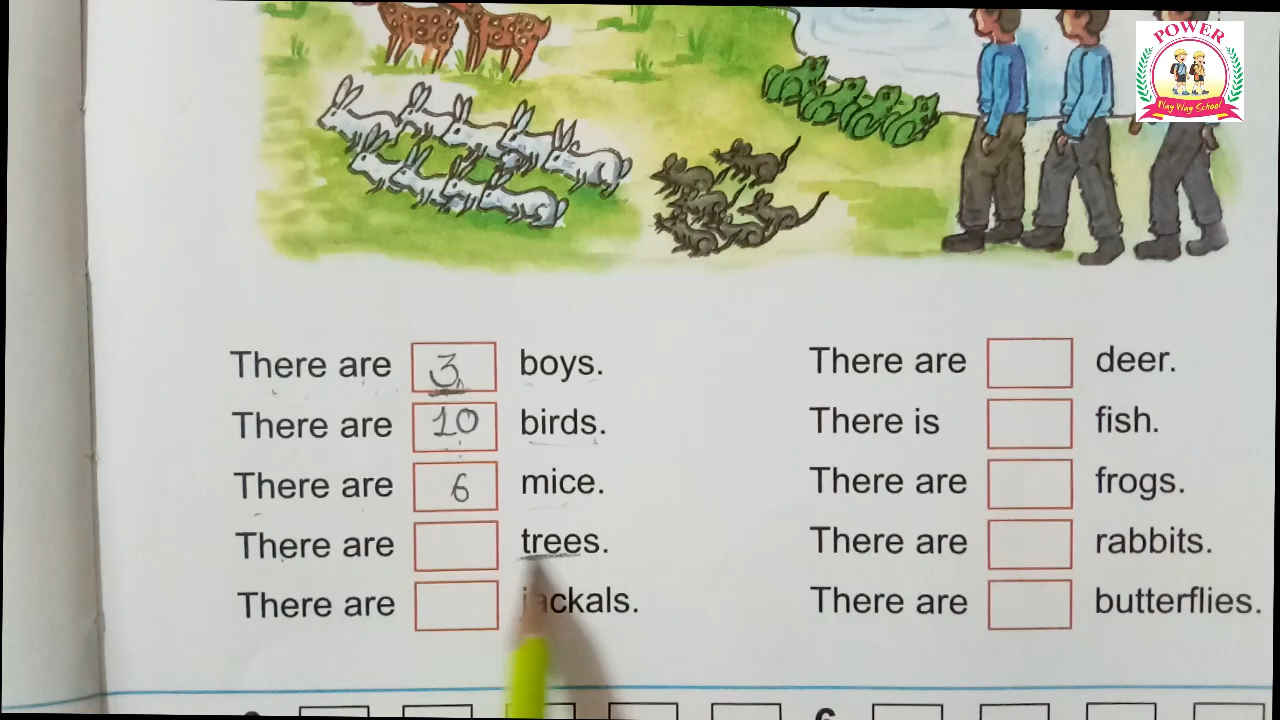 POWER
Play Way School
There are 3 boys.
There are 10 birds.
There are 6 mice.
There are trees.
There are jackals.
There are deer.
There is fish.
There are frogs.
There are rabbits.
There are butterflies.